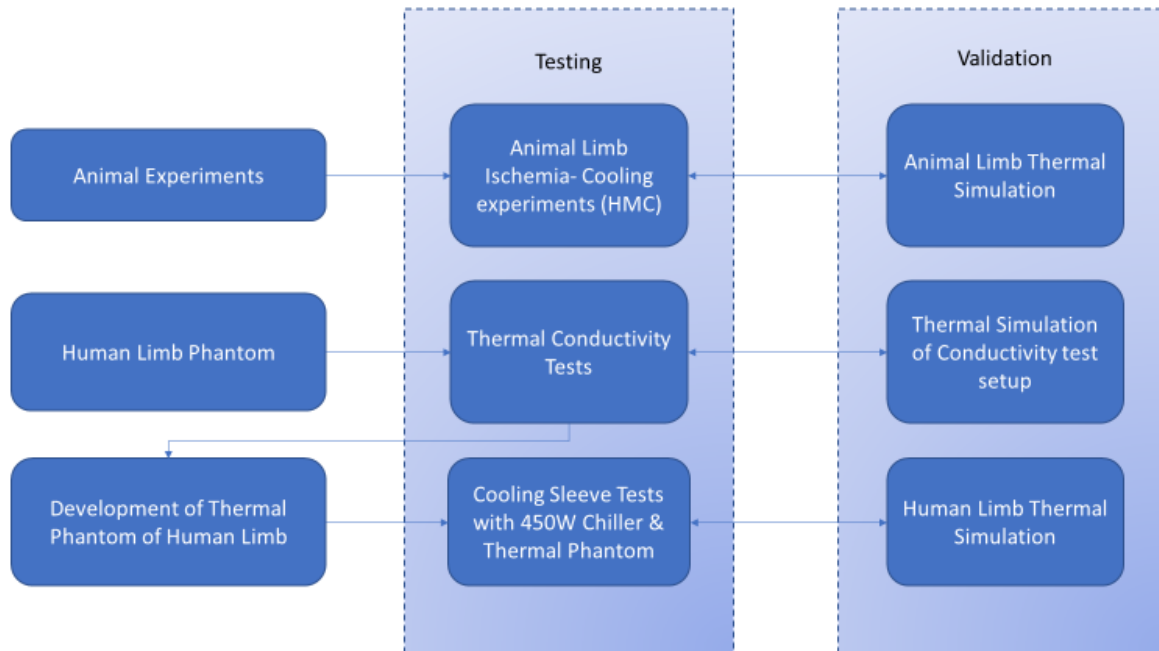 Testing
Validation
Animal Experiments
Animal Limb
Ischemia- Cooling
experiments (HMC)
Animal Limb Thermal
Simulation
Human Limb Phantom
Thermal Conductivity
Tests
Thermal Simulation
of Conductivity test
setup
Development of Thermal
Phantom of Human Limb
Cooling Sleeve Tests
with 450W Chiller &
Thermal Phantom
Human Limb Thermal
Simulation